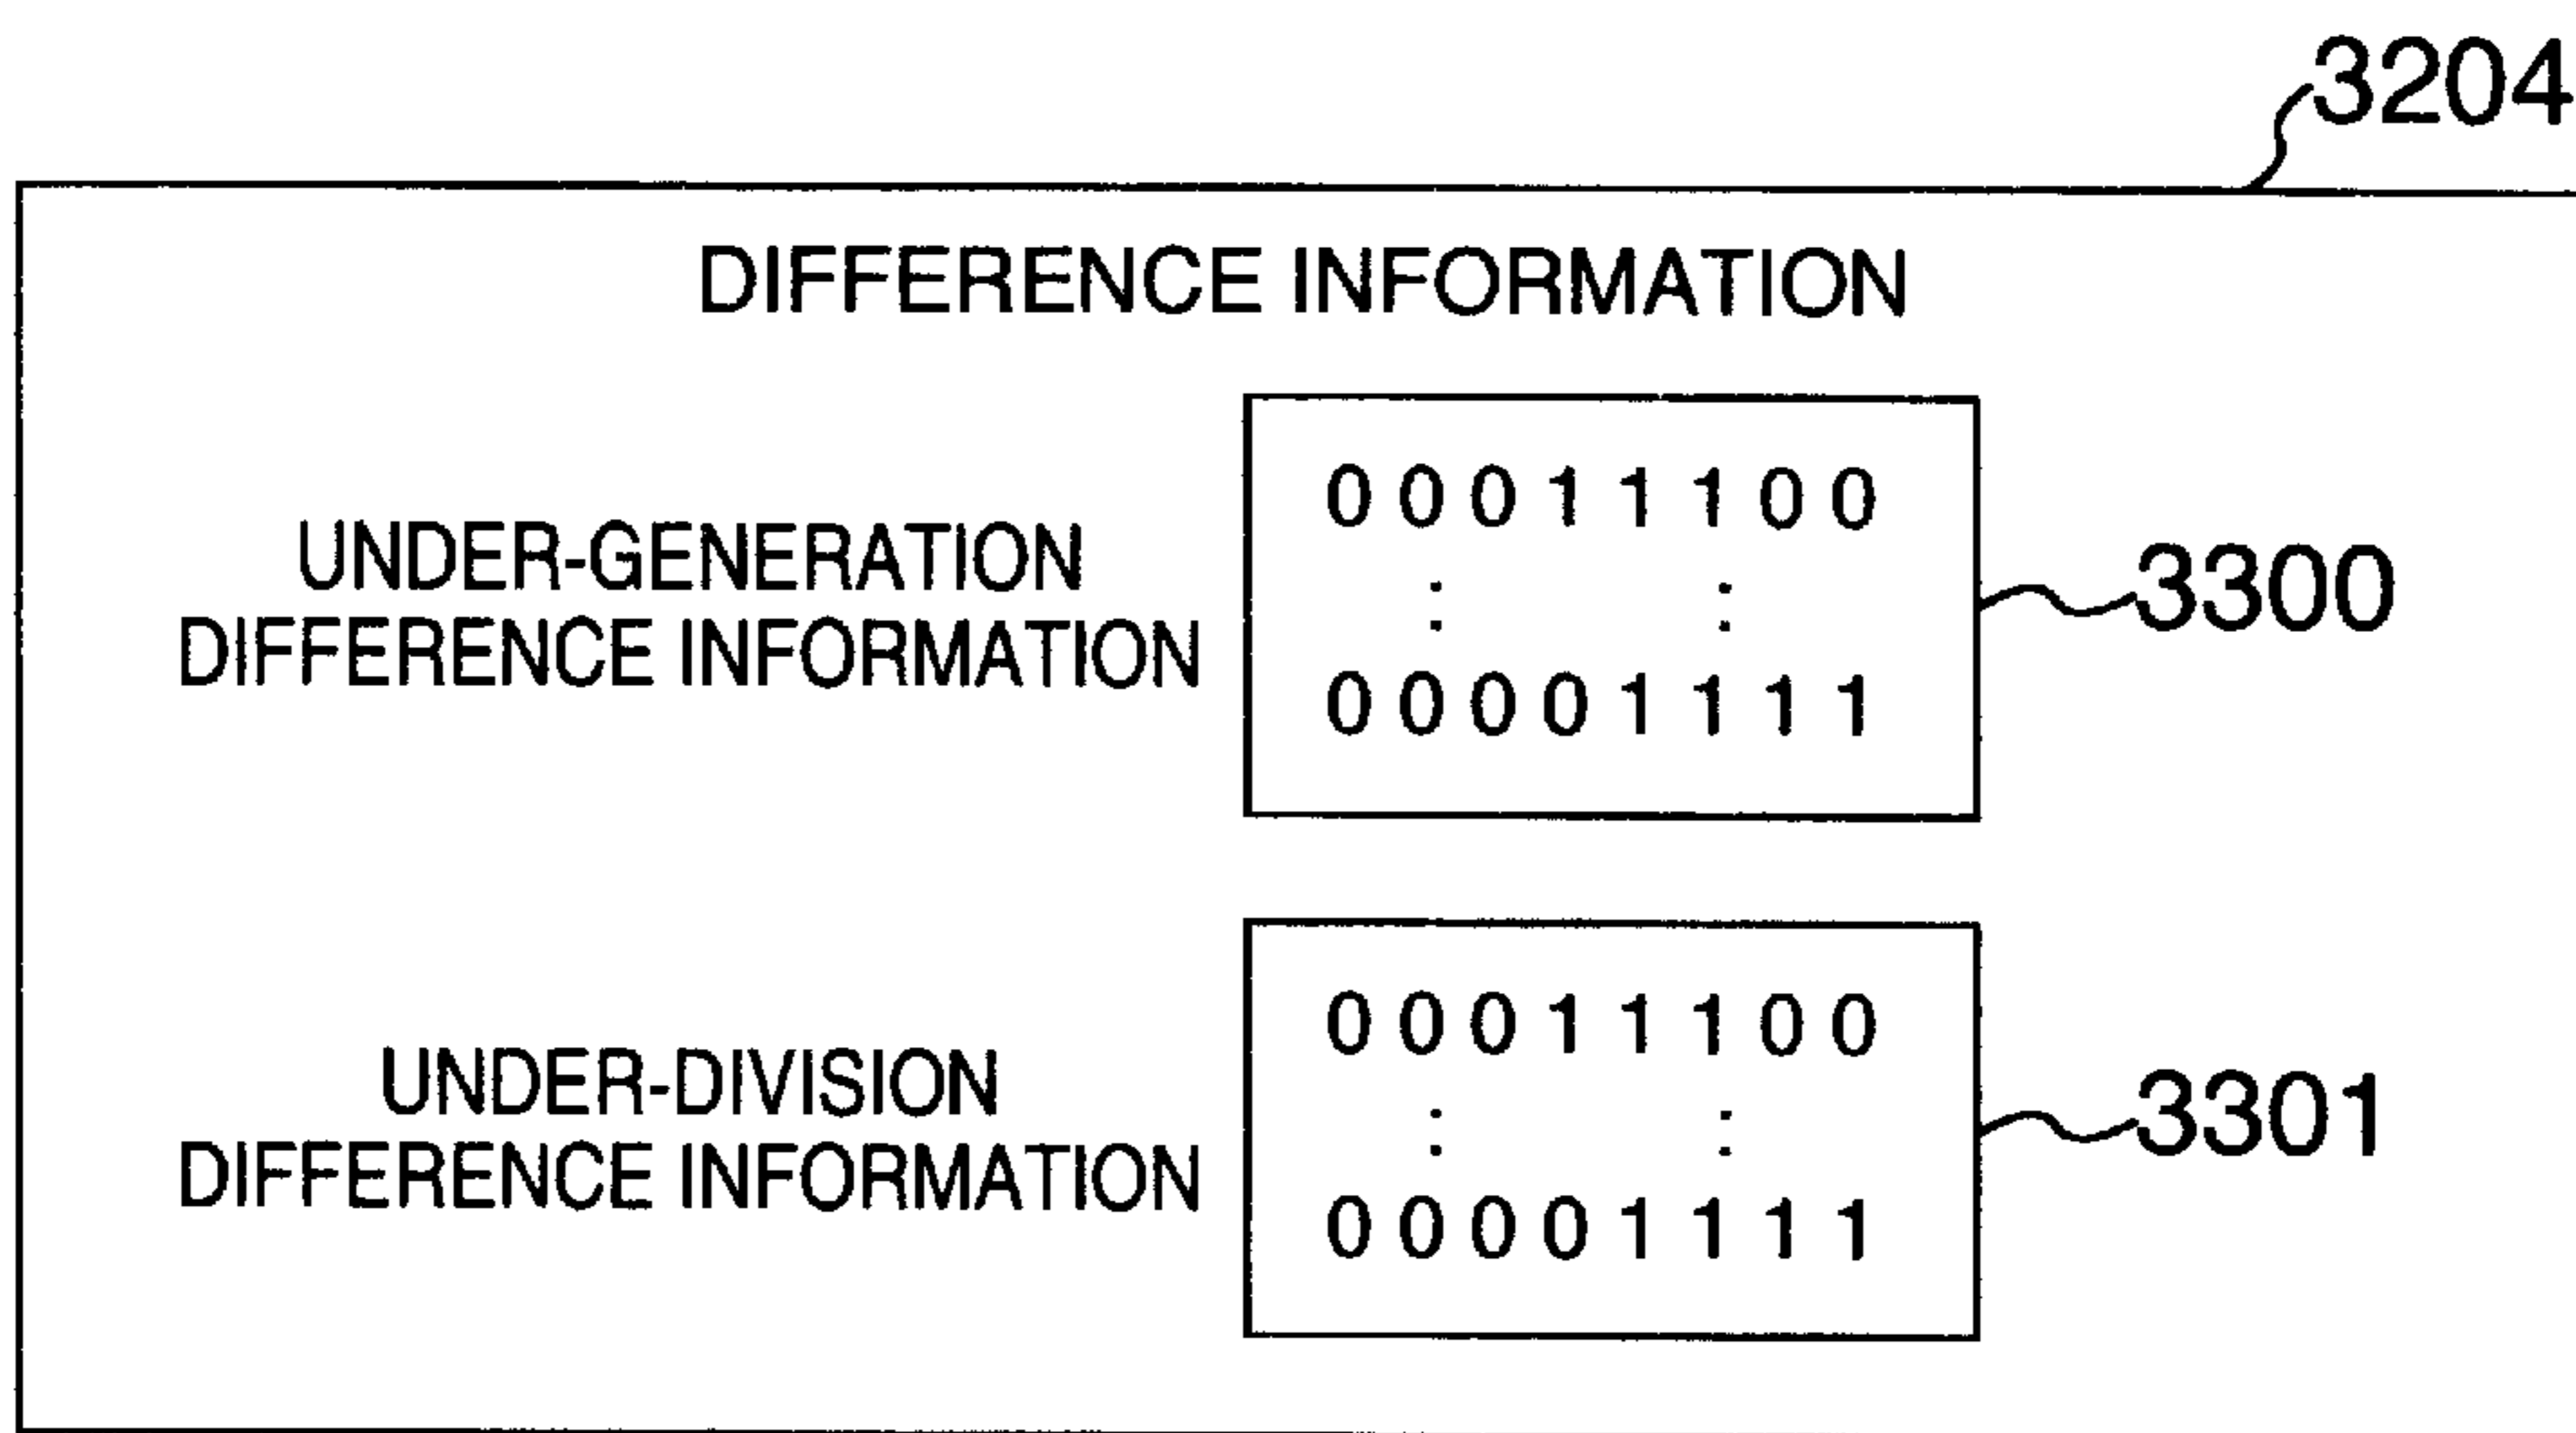 3204
DIFFERENCE INFORMATION
0 0 0 1 1 1 0 0
UNDER-GENERATION
: :
3300
DIFFERENCE INFORMATION
0 0 0 0 1 1 1 1
0 0 0 1 1 1 0 0
UNDER-DIVISION
: :
3301
DIFFERENCE INFORMATION
0 0 0 0 1 1 1 1